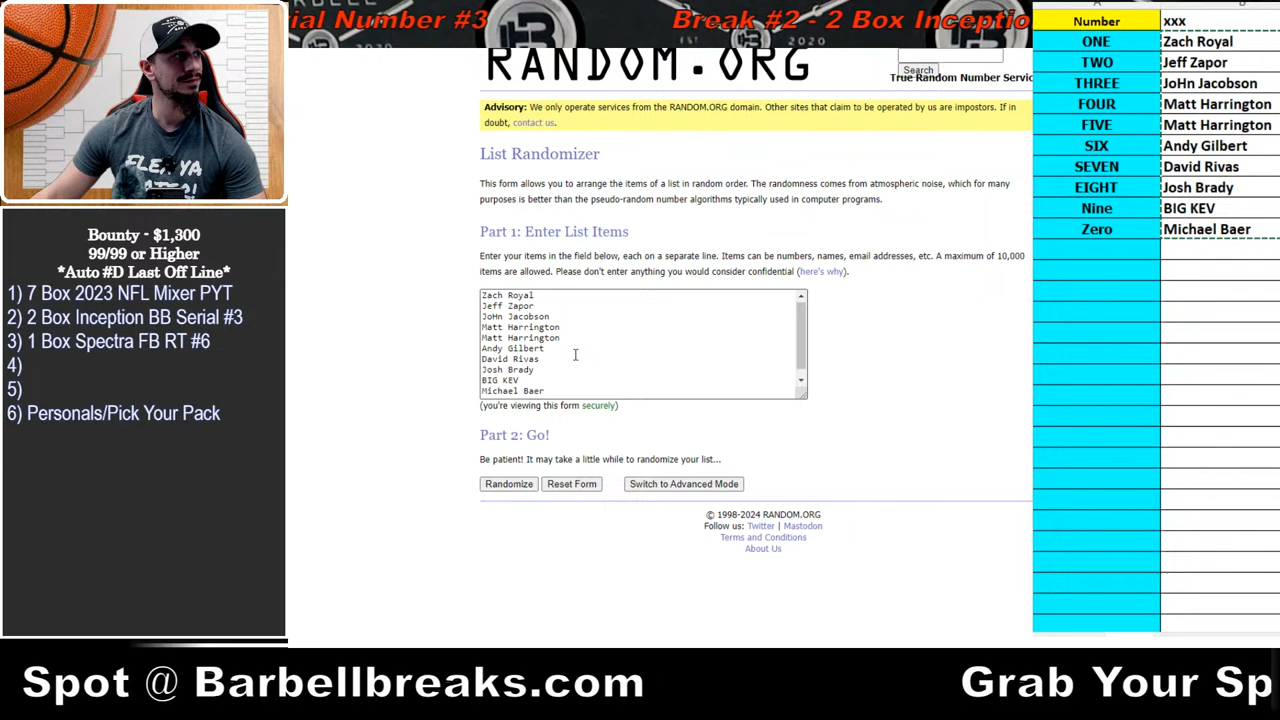 rial Number #3
Break #2 - 2 Box Inceptio
EST
2020
RANDOM.ORG
Search
True Random Number Servic
Advisory: We only operate services from the RANDOM.ORG domain. Other sites that claim to be operated by us are impostors. If in
doubt, contact us.
List Randomizer
This form allows you to arrange the items of a list in random order. The randomness comes from atmospheric noise, which for many
purposes is better than the pseudo-random number algorithms typically used in computer programs.
Part 1: Enter List Items
Enter your items in the field below, each on a separate line. Items can be numbers, names, email addresses, etc. A maximum of 10,000
items are allowed. Please don't enter anything you would consider confidential (here's why).
Zach Royal
Jeff Zapor
JoHn Jacobson
Matt Harrington
Matt Harrington
Andy Gilbert
David Rivas
Josh Brady
BIG KEV
Michael Baer
(you're viewing this form securely)
Part 2: Go!
Be patient! It may take a little while to randomize your list...
Randomize
Reset Form
Switch to Advanced Mode
© 1998-2024 RANDOM.ORG
Follow us: Twitter | Mastodon
Terms and Conditions
About Us
Number xxx
ONE Zach Royal
TWO Jeff Zapor
THREE JoHn Jacobson
FOUR Matt Harrington
FIVE Matt Harrington
SIX Andy Gilbert
SEVEN David Rivas
EIGHT Josh Brady
Nine BIG KEV
Zero Michael Baer
Bounty - $1,300
99/99 or Higher
*Auto #D Last Off Line*
1) 7 Box 2023 NFL Mixer PYT
2) 2 Box Inception BB Serial #3
3) 1 Box Spectra FB RT #6
4)
5)
6) Personals/Pick Your Pack
Spot @ Barbellbreaks.com
Grab Your Sp